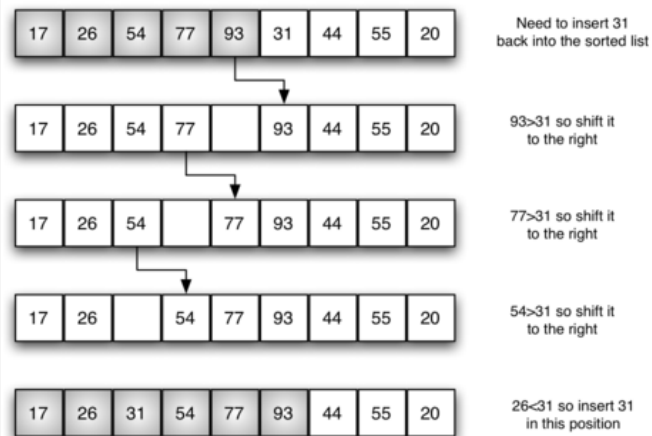 17 26 54 77 93 31 44 55 20
Need to insert 31
back into the sorted list
17 26 54 77 93 44 55 20
93>31 so shift it
to the right
17 26 54 77 93 44 55 20
77>31 so shift it
to the right
17 26 54 77 93 44 55 20
54>31 so shift it
to the right
17 26 31 54 77 93 44 55 20
26<31 so insert 31
in this position